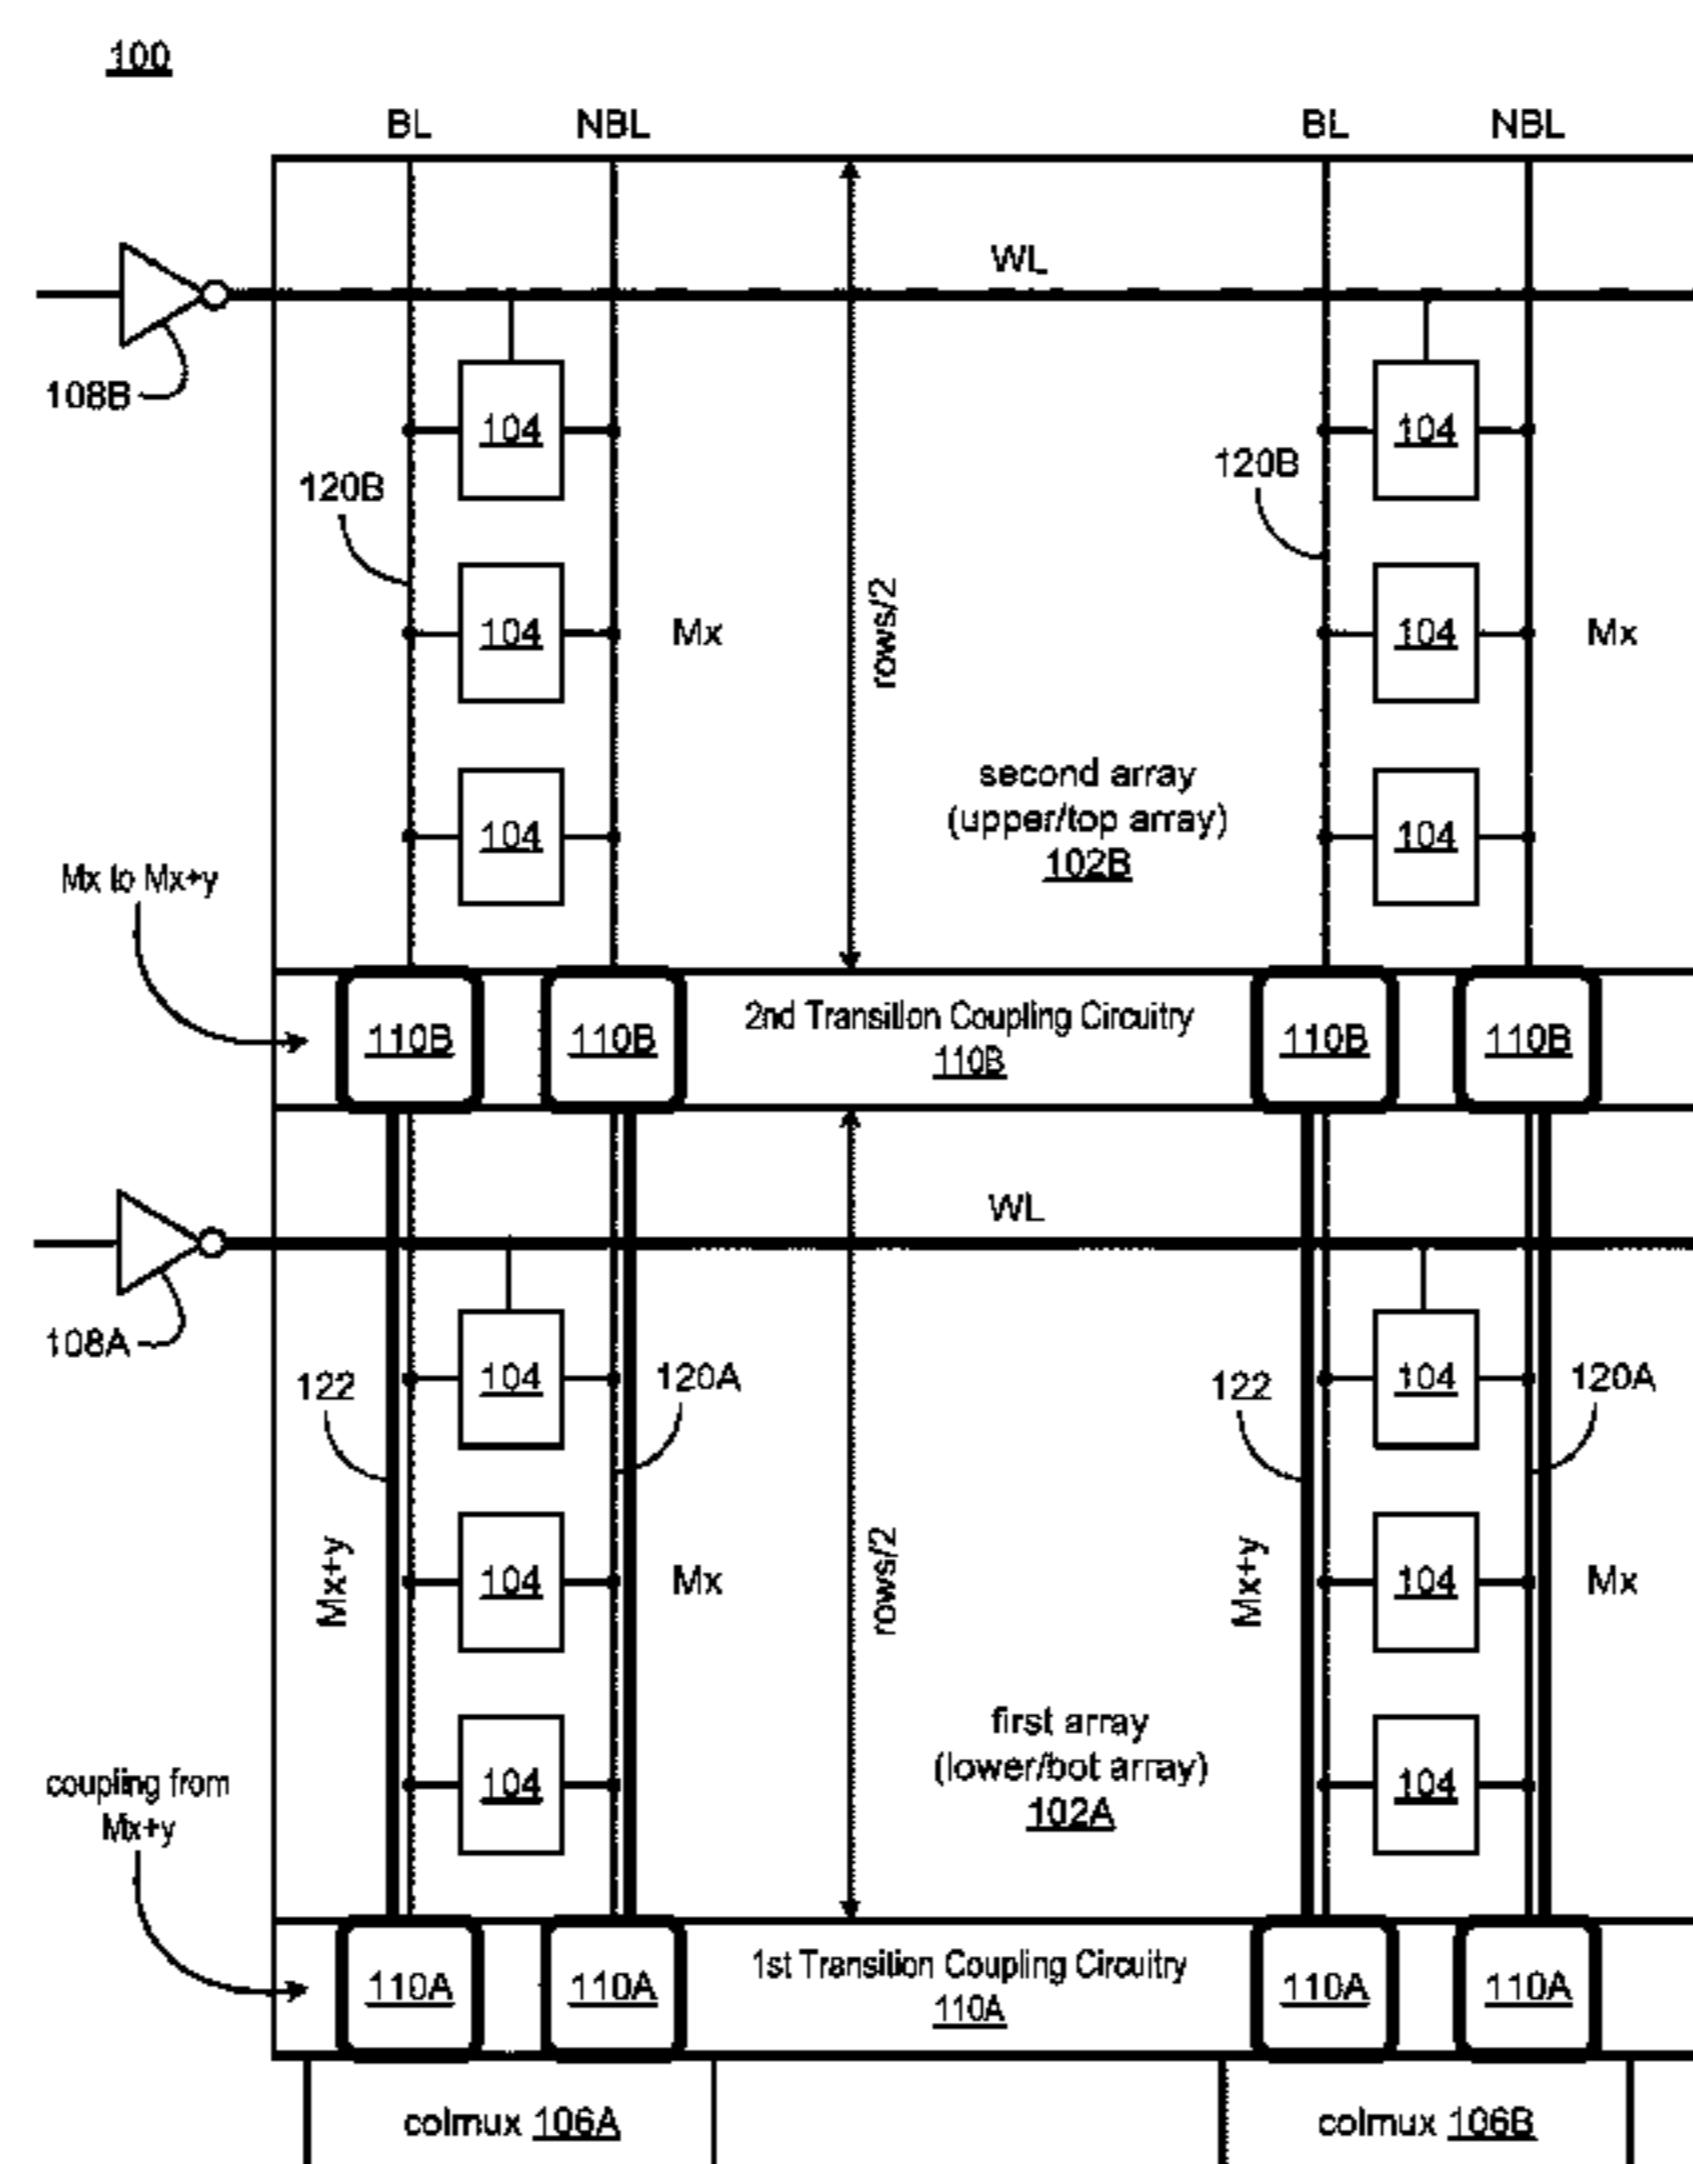 100
BL NBL BL NBL
WL
108B
104 104
120B 120B
104 Mx rows/2 104 Mx
second array
(upper/top array)
102B
104 104
Mx to Mx+y
110B 110B 2nd Transition Coupling Circuitry 110B 110B
110B
WL
108A
122 104 120A 122 104 120A
Mx+y 104 Mx rows/2 Mx+y 104 Mx
first array
(lower/bot array)
102A
104 104
coupling from
Mx+y
110A 110A 1st Transition Coupling Circuitry 110A 110A
110A
colmux 106A colmux 106B